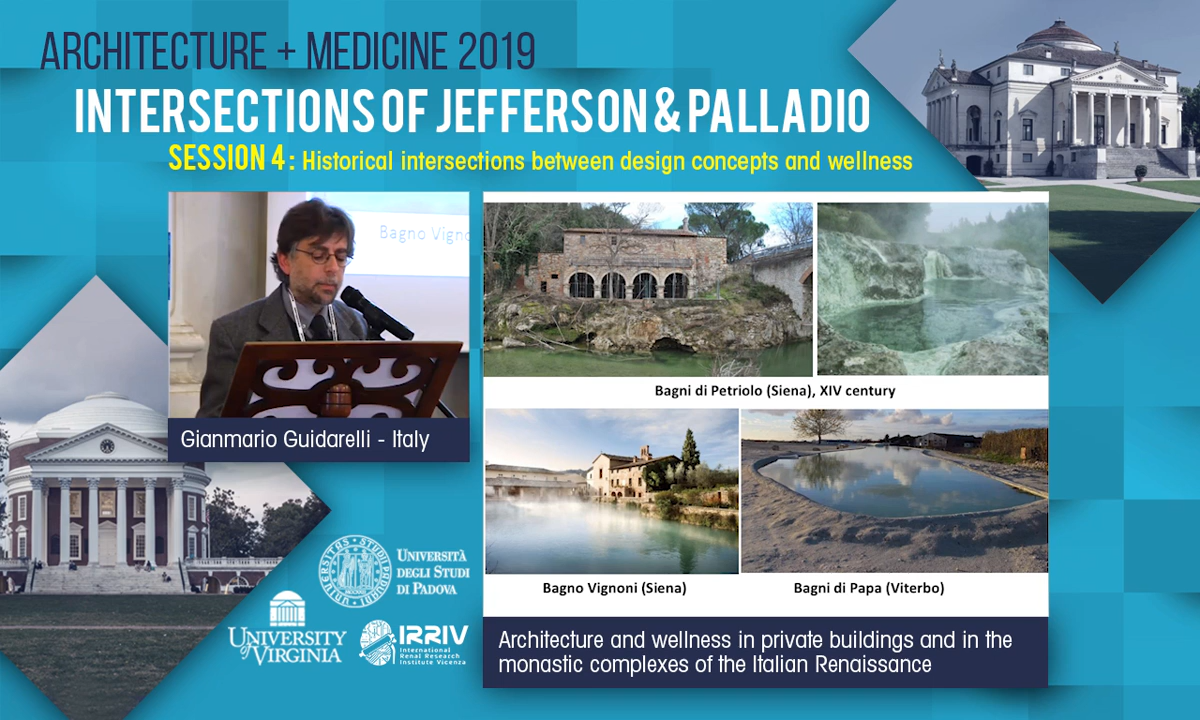 ARCHITECTURE + MEDICINE 2019
INTERSECTIONS OF JEFFERSON & PALLADIO
SESSION 4: Historical intersections between design concepts and wellness
Bagno Vigno
Gianmario Guidarelli - Italy
Bagni di Petriolo (Siena), XIV century
Bagno Vignoni (Siena)
Bagni di Papa (Viterbo)
Architecture and wellness in private buildings and in the
monastic complexes of the Italian Renaissance
UNIVERSITÀ
DEGLI STUDI
DI PADOVA
UNIVERSITY
of VIRGINIA
IRRIV
International
Renal Research
Institute Vicenza